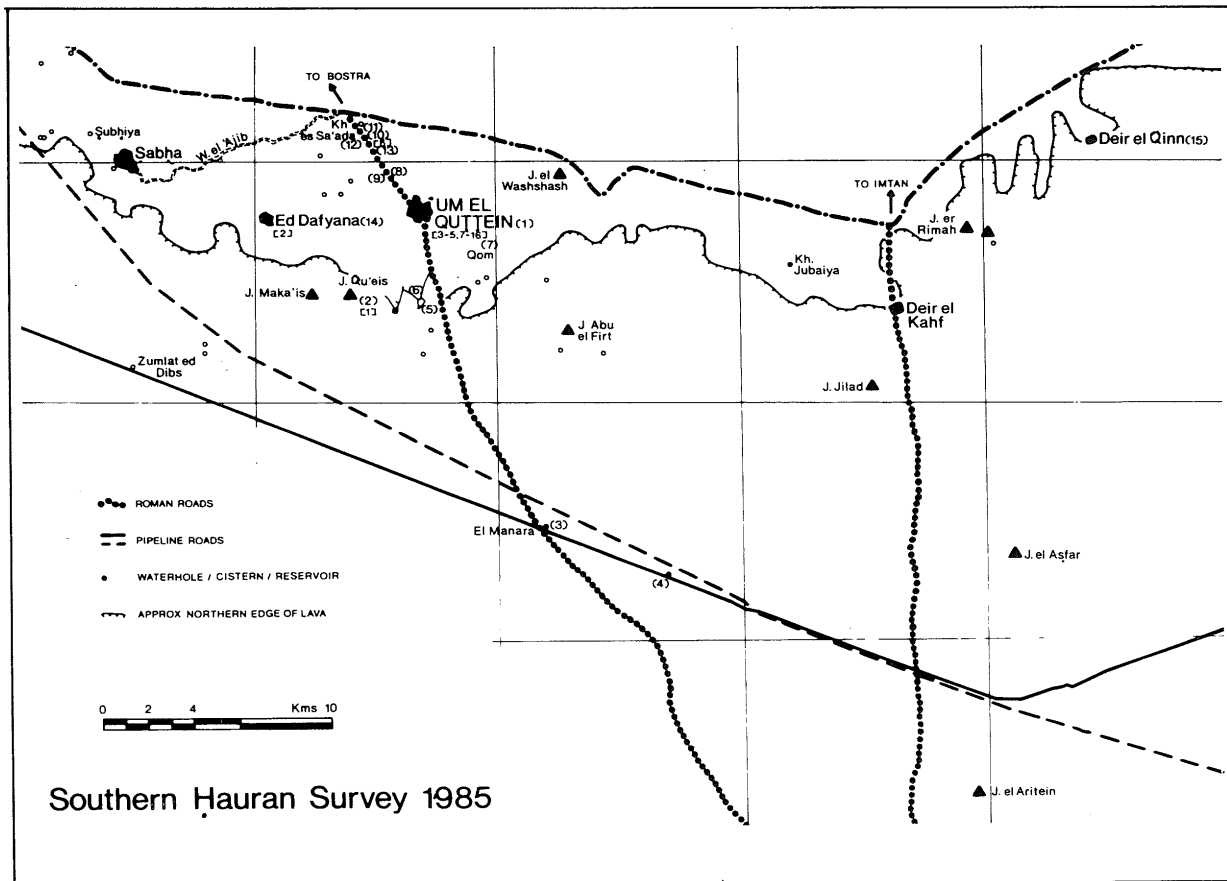 TO BOSTRA
Subhiya
Sabha
W. el 'Ajib
Kh
es Sa'ada
(11)
(10)
[6]
(12)
(13)
(9)
(8)
J. el
Washshash
Deir el Qinn(15)
TO IMTAN
Ed Dafyana(14)
[2]
UM EL
QUTTEIN(1)
[3-5,7-16]
(7)
Qom
J. er
Rimah
Kh.
Jubaiya
J. Maka'is
J. Qu'eis
(2)
[1]
(6)
(5)
J. Abu
el Firt
Deir el
Kahf
Zumlat ed
Dibs
J. Jilad
El Manara
(3)
(4)
J. el Asfar
ROMAN ROADS
PIPELINE ROADS
WATERHOLE / CISTERN / RESERVOIR
APPROX NORTHERN EDGE OF LAVA
0 2 4 Kms 10
J. el Aritein
Southern Hauran Survey 1985